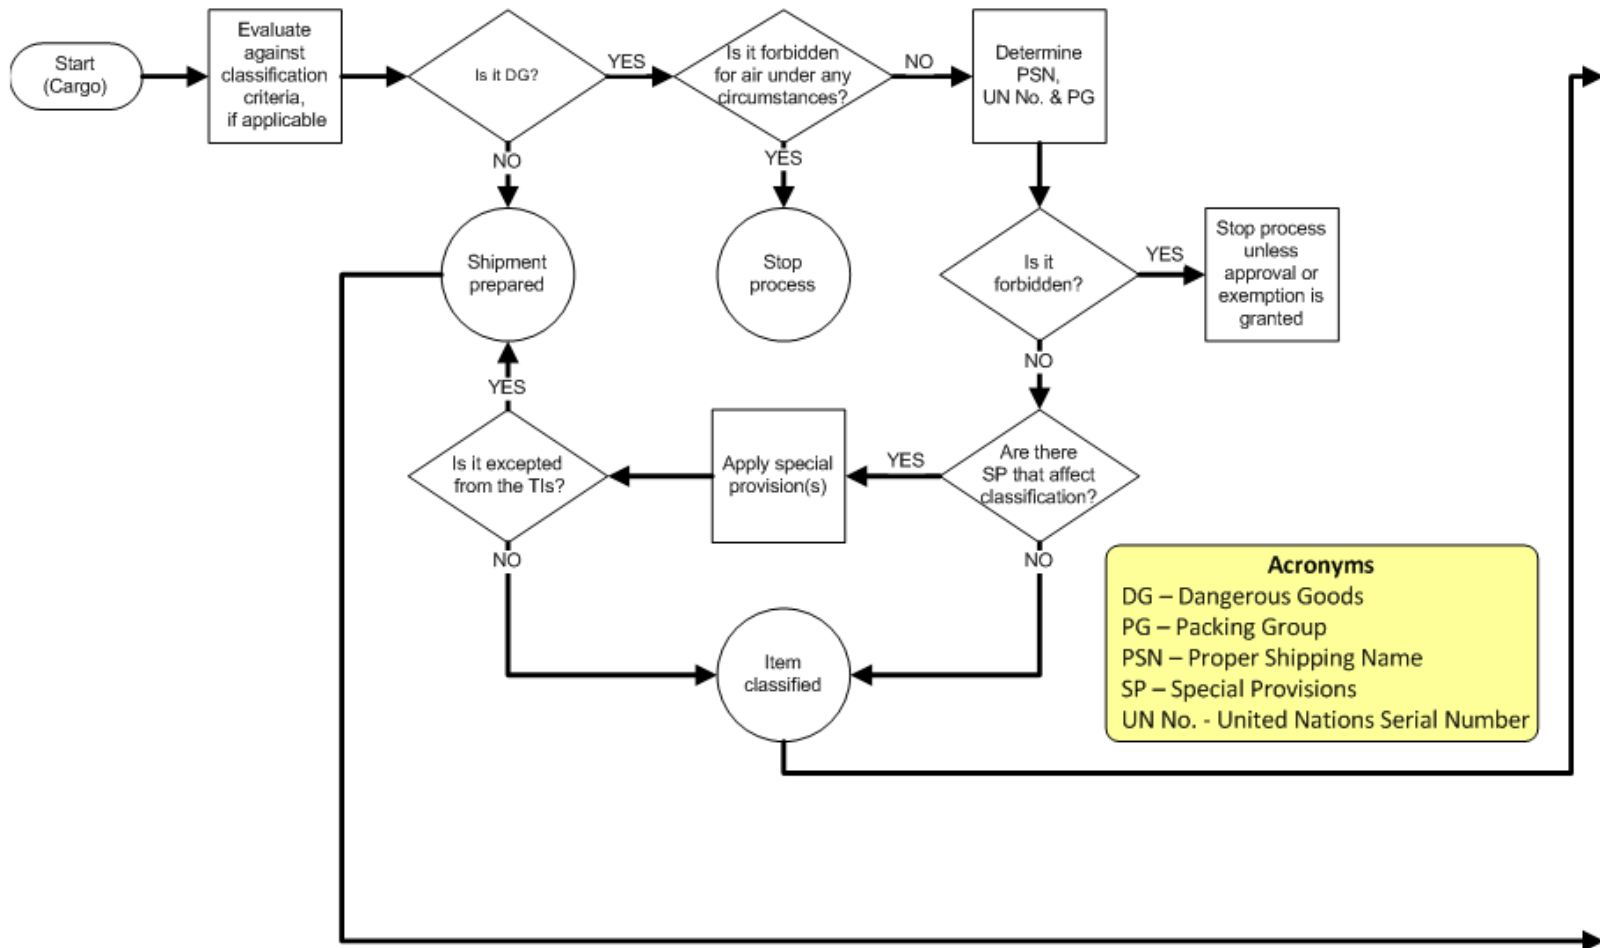 Start
(Cargo)
Evaluate
against
classification
criteria,
if applicable
Is it DG?
YES
Is it forbidden
for air under any
circumstances?
NO
Determine
PSN,
UN No. & PG
NO
YES
Shipment
prepared
Stop
process
Is it
forbidden?
YES
Stop process
unless
approval or
exemption is
granted
NO
YES
Is it excepted
from the TIs?
Apply special
provision(s)
YES
Are there
SP that affect
classification?
NO
NO
Item
classified
Acronyms
DG – Dangerous Goods
PG – Packing Group
PSN – Proper Shipping Name
SP – Special Provisions
UN No. - United Nations Serial Number